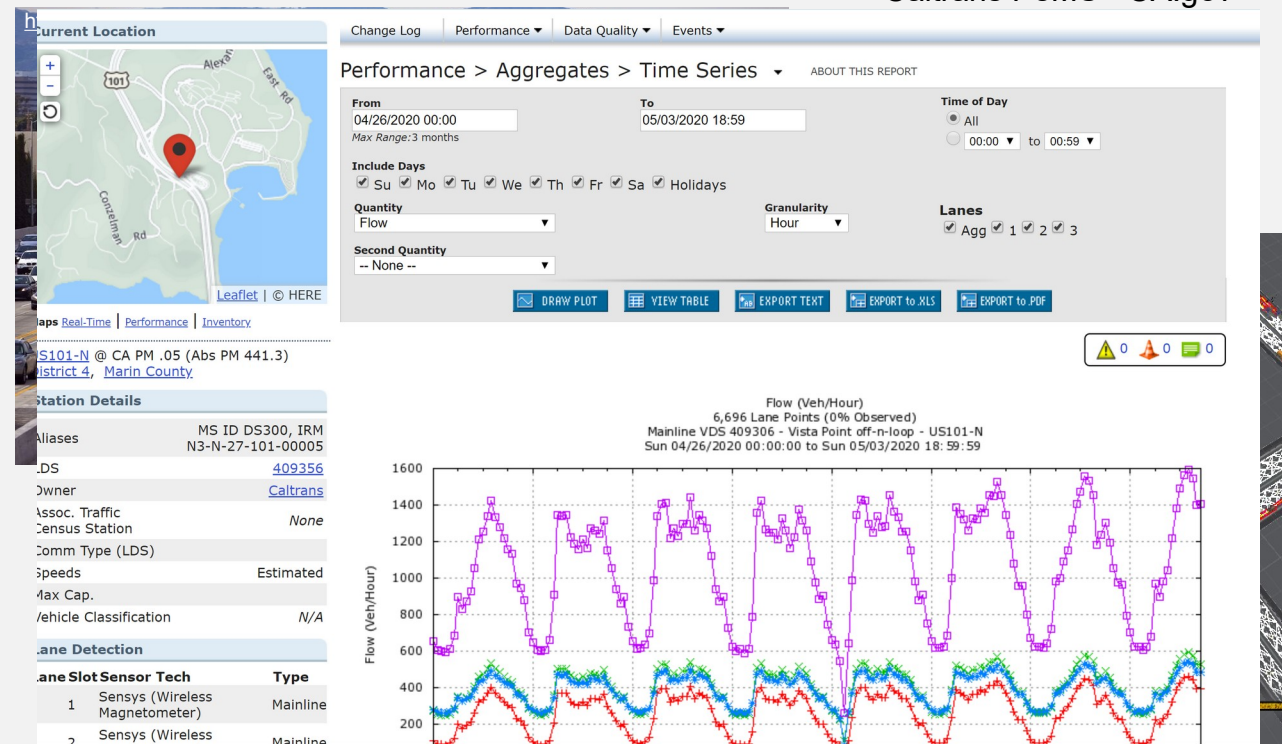 Current Location
101
Alexan
East Rd
Conzelman Rd
+
-
Leaflet | © HERE
Maps Real-Time | Performance | Inventory
US101-N @ CA PM .05 (Abs PM 441.3)
District 4, Marin County
Station Details
Aliases MS ID DS300, IRM
N3-N-27-101-00005
LDS 409356
Owner Caltrans
Assoc. Traffic
Census Station None
Comm Type (LDS)
Speeds Estimated
Max Cap.
Vehicle Classification N/A
Lane Detection
Lane Slot Sensor Tech Type
1 Sensys (Wireless
Magnetometer) Mainline
2 Sensys (Wireless
Mainline
Change Log Performance ▼ Data Quality ▼ Events ▼
Performance > Aggregates > Time Series ABOUT THIS REPORT
From To Time of Day
04/26/2020 00:00 05/03/2020 18:59 All
Max Range:3 months 00:00 ▼ to 00:59 ▼
Include Days
Su Mo Tu We Th Fr Sa Holidays
Quantity Granularity Lanes
Flow Hour Agg 1 2 3
Second Quantity
-- None --
DRAW PLOT VIEW TABLE EXPORT TEXT EXPORT to .XLS EXPORT to .PDF
0 0 0
Flow (Veh/Hour)
6,696 Lane Points (0% Observed)
Mainline VDS 409306 - Vista Point off-n-loop - US101-N
Sun 04/26/2020 00:00:00 to Sun 05/03/2020 18:59:59
Flow (Veh/Hour)
1600
1400
1200
1000
800
600
400
200